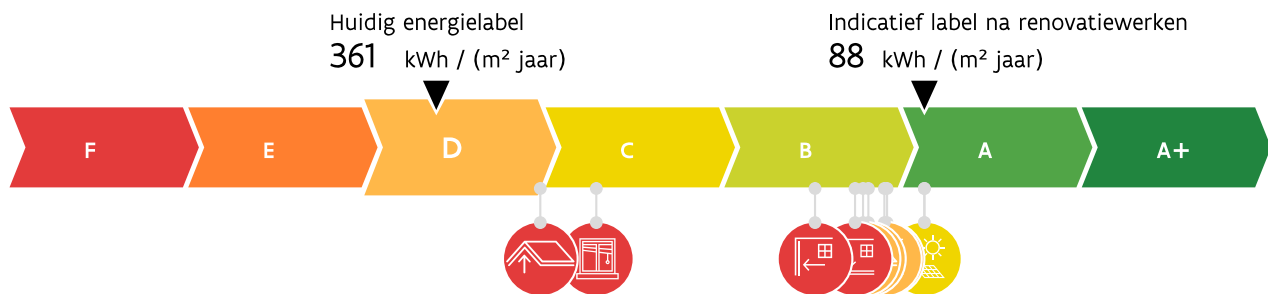 Huidig energielabel
361 kWh / (m² jaar)
Indicatief label na renovatiewerken
88 kWh / (m² jaar)
F E D C B A A+